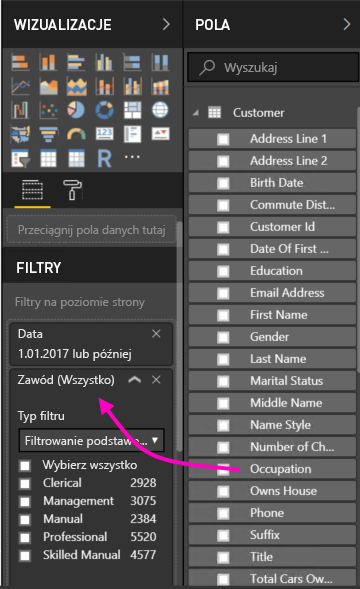 WIZUALIZACJE
123
R
Przeciągnij pola danych tutaj
FILTRY
Filtry na poziomie strony
Data
1.01.2017 lub później
Zawód (Wszystko)
Typ filtru
Filtrowanie podstawo...
Wybierz wszystko
Clerical 2928
Management 3075
Manual 2384
Professional 5520
Skilled Manual 4577
POLA
Wyszukaj
Customer
Address Line 1
Address Line 2
Birth Date
Commute Dist...
Customer Id
Date Of First ...
Education
Email Address
First Name
Gender
Last Name
Marital Status
Middle Name
Name Style
Number of Ch...
Occupation
Owns House
Phone
Suffix
Title
Total Cars Ow...